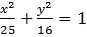 x²/25 + y²/16 = 1